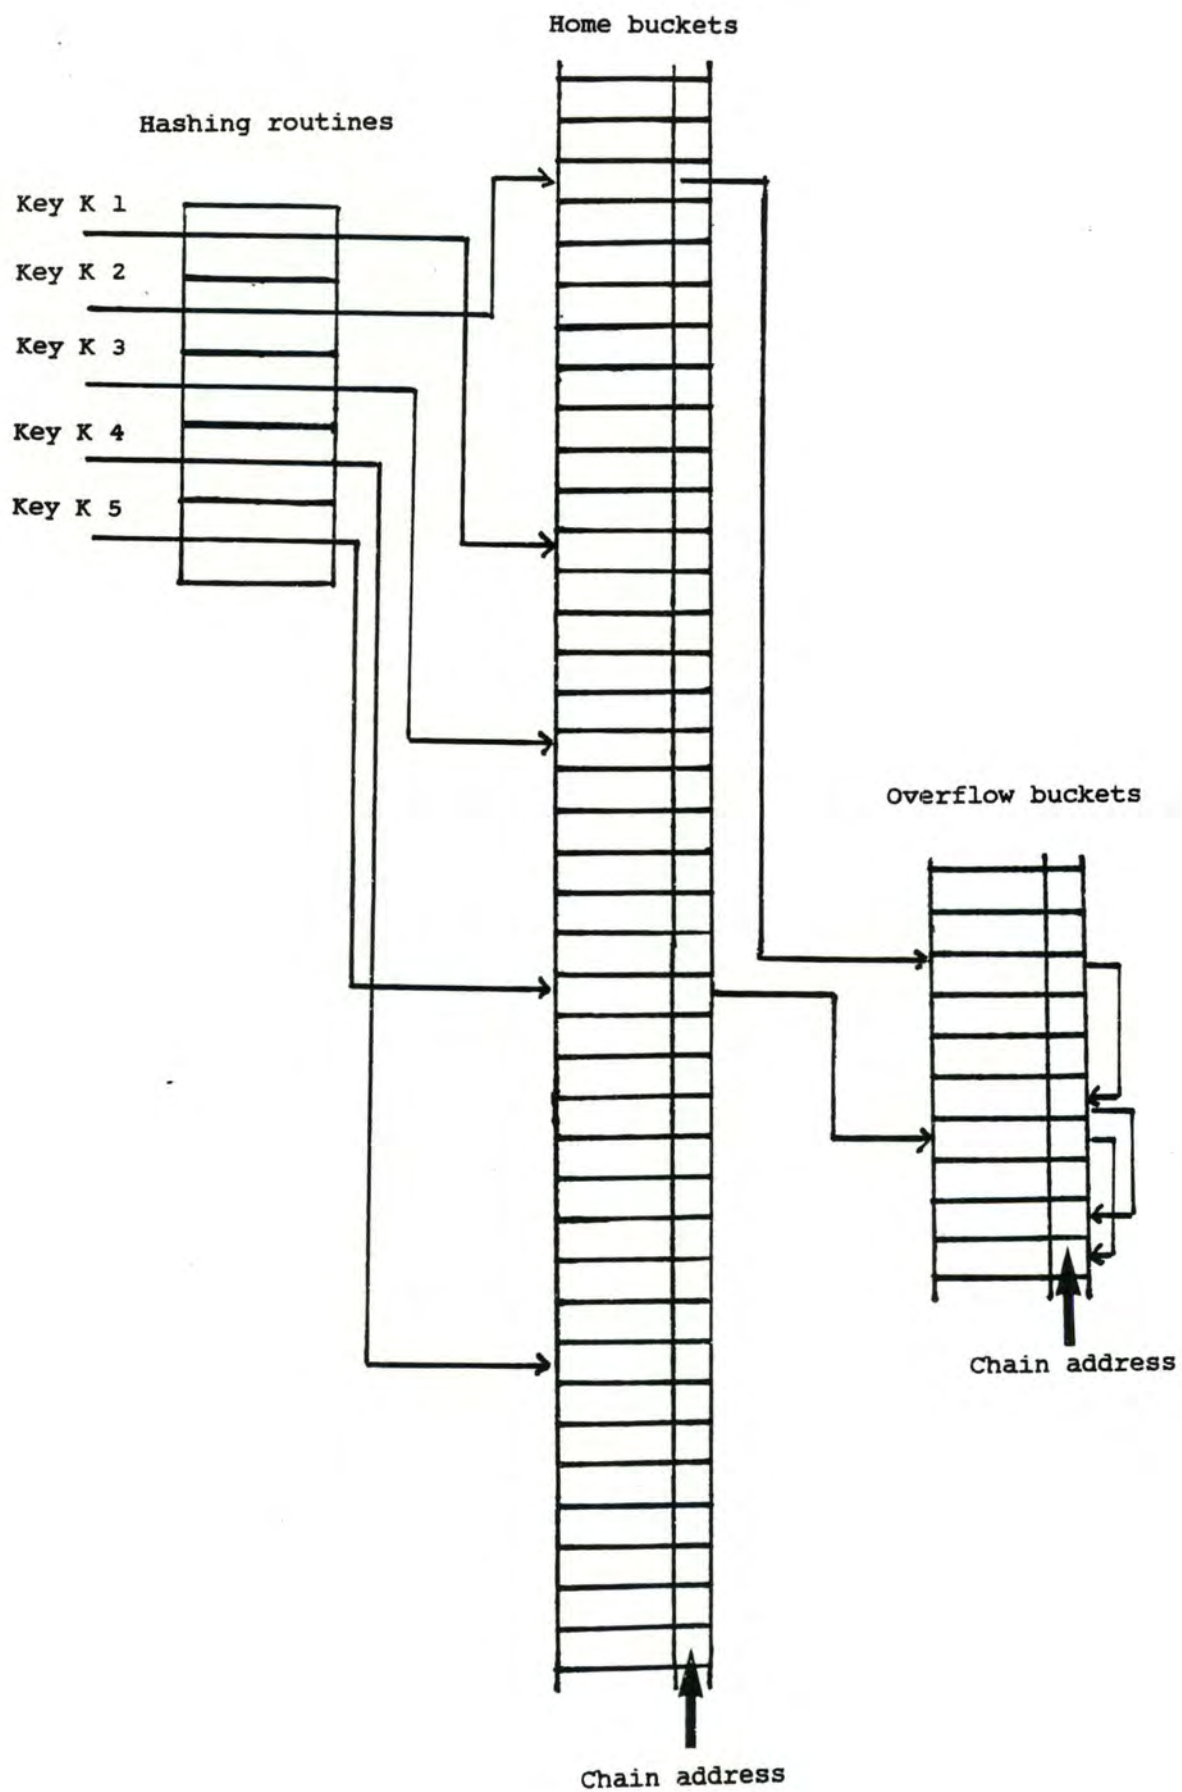 Home buckets
Hashing routines
Key K 1
Key K 2
Key K 3
Key K 4
Key K 5
Overflow buckets
Chain address
Chain address